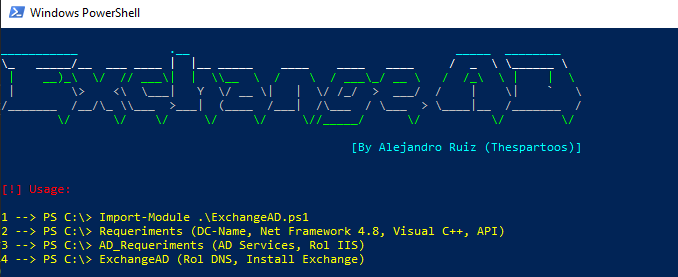 Windows PowerShell
Exchange AD
[By Alejandro Ruiz (Thespartoos)]
[!] Usage:
1 --> PS C:\> Import-Module .\ExchangeAD.ps1
2 --> PS C:\> Requeriments (DC-Name, Net Framework 4.8, Visual C++, API)
3 --> PS C:\> AD_Requeriments (AD Services, Rol IIS)
4 --> PS C:\> ExchangeAD (Rol DNS, Install Exchange)